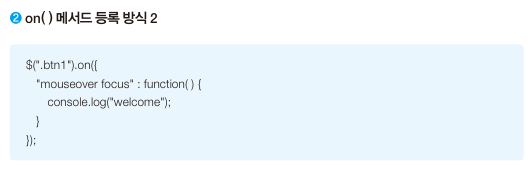 ❷ on( ) 메서드 등록 방식 2
$(".btn1").on({
"mouseover focus" : function( ) {
console.log("welcome");
}
});